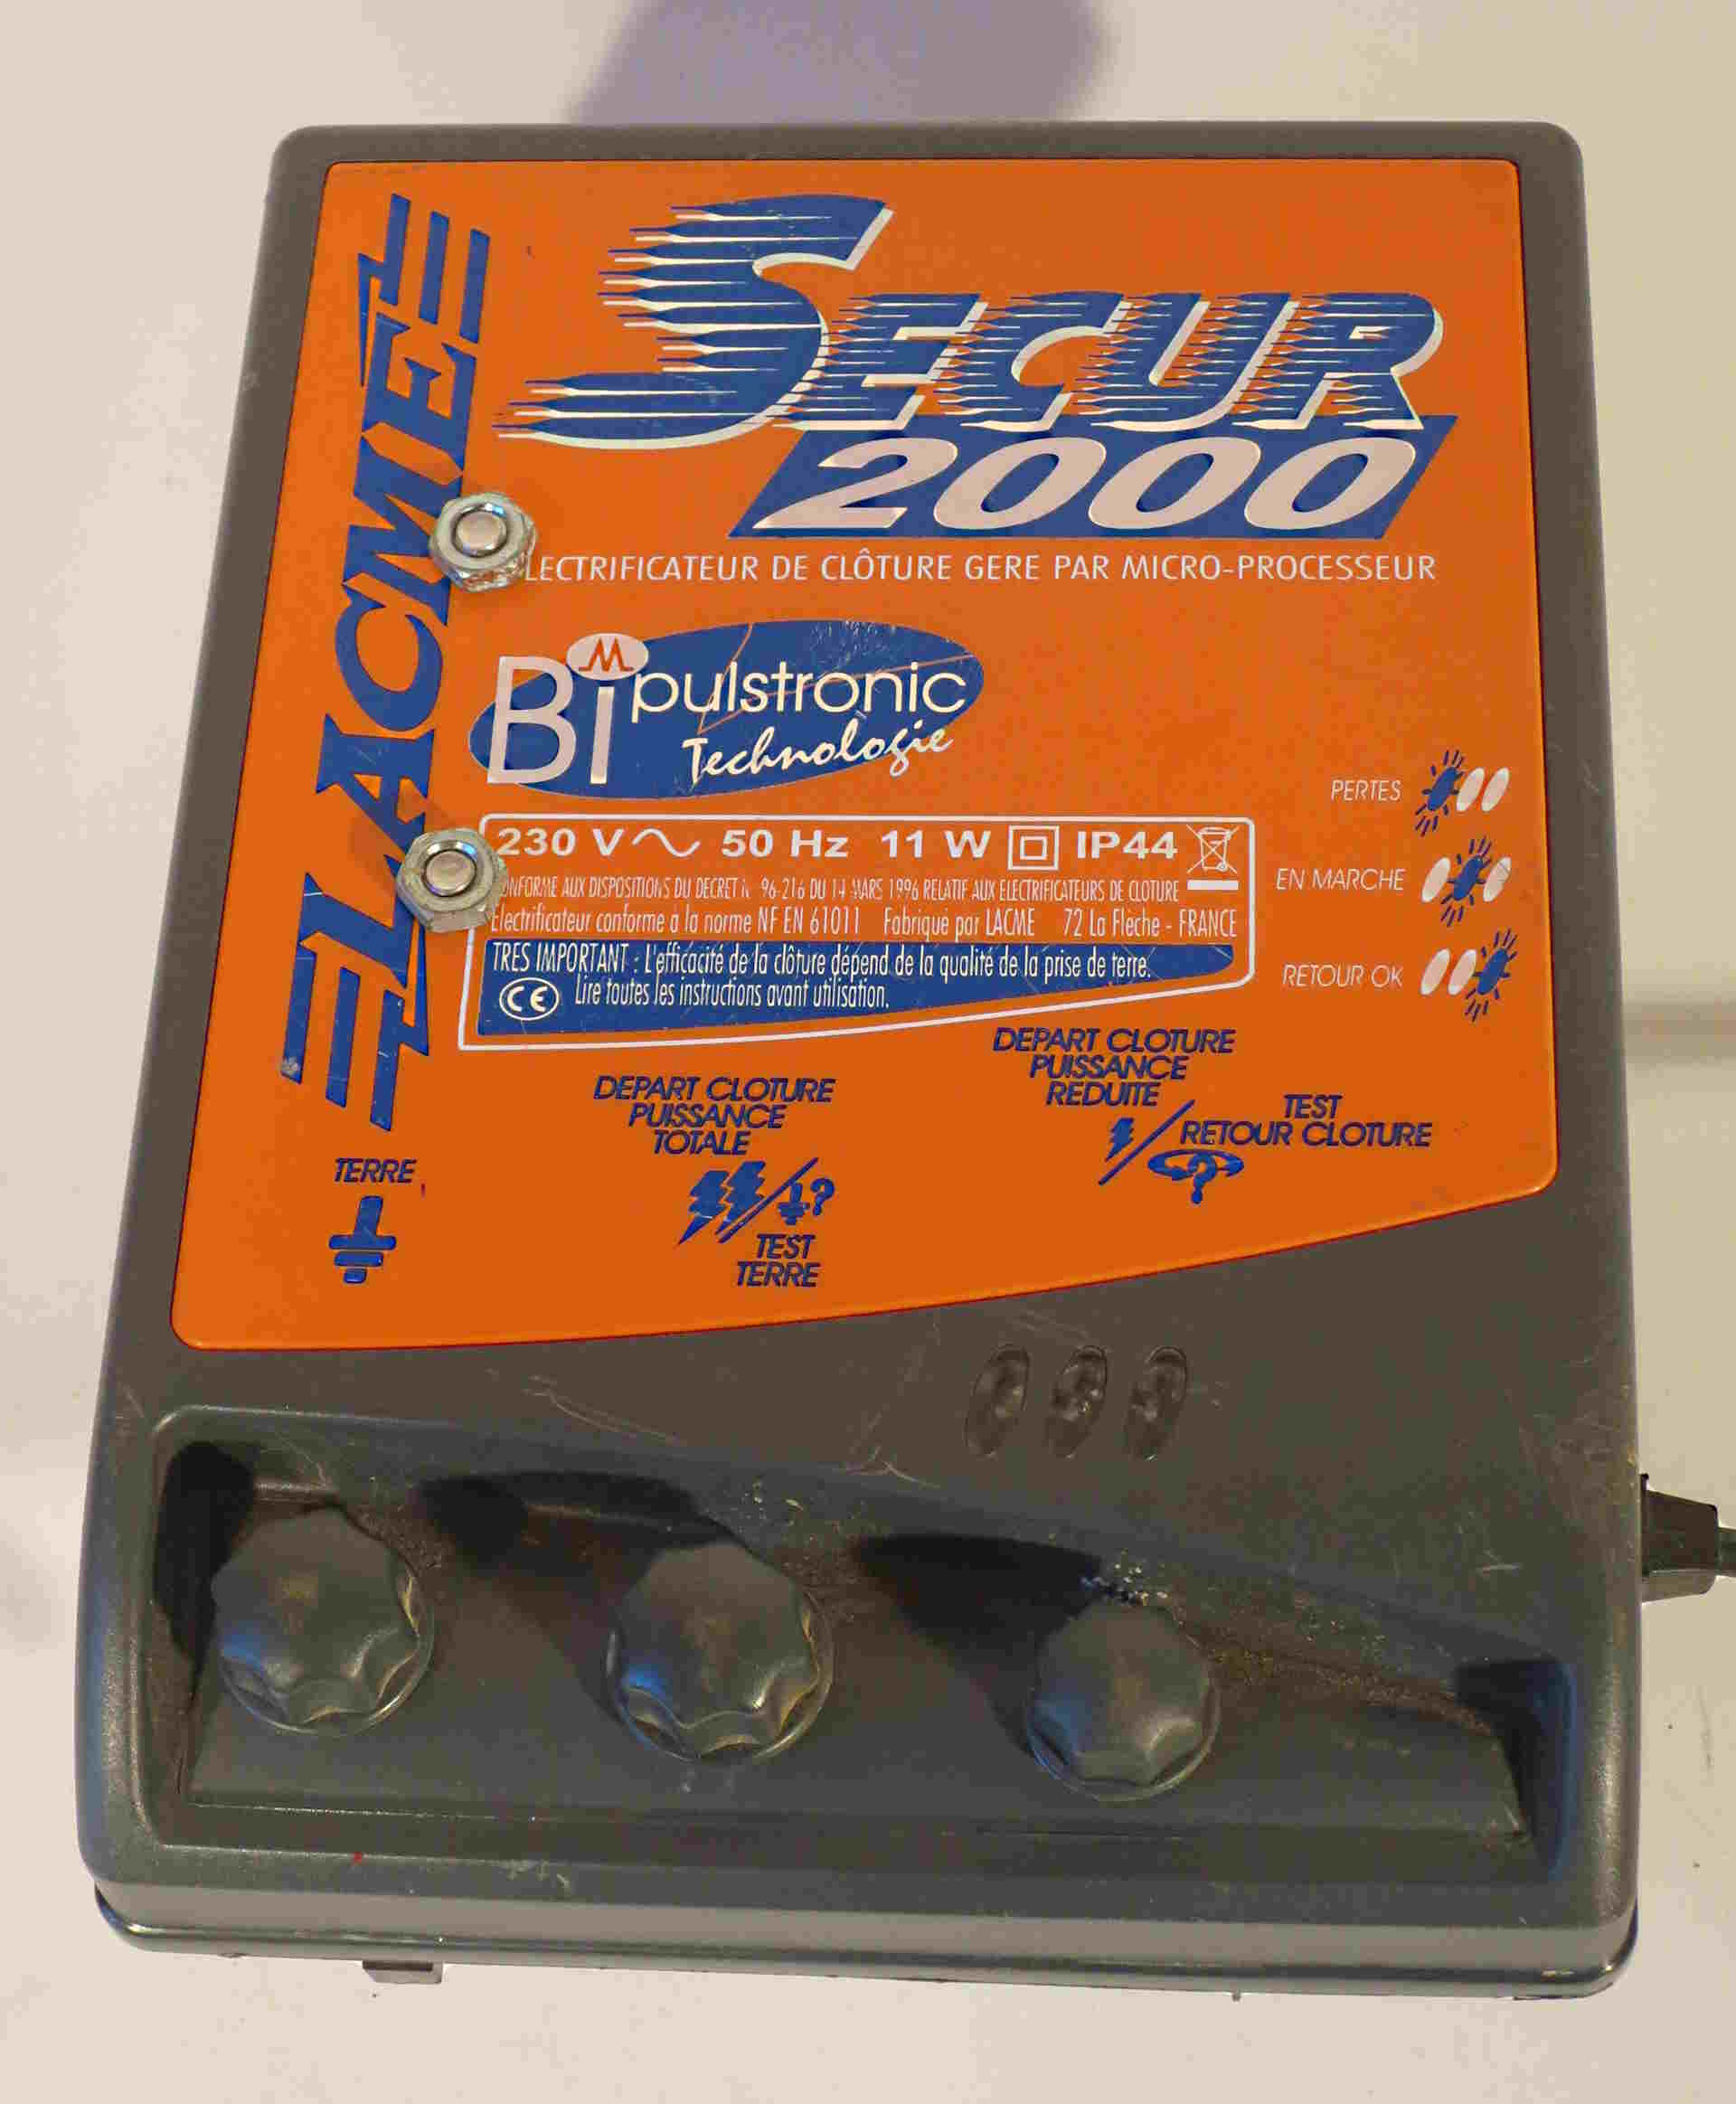 LACME
SECUR
2000
LECTRIFICATEUR DE CLÔTURE GERE PAR MICRO-PROCESSEUR
Bi pulstronic
Technologie
230 V~ 50 Hz 11 W IP44
ONFORME AUX DISPOSITIONS DU DECRET N 96-216 DU 14 MARS 1996 RELATIF AUX ELECTRIFICATEURS DE CLOTURE
Electrificateur conforme à la norme NF EN 61011 Fabriqué par LACME 72 La Flèche - FRANCE
TRES IMPORTANT : L'efficacité de la clôture dépend de la qualité de la prise de terre.
CE Lire toutes les instructions avant utilisation.
PERTES
EN MARCHE
RETOUR OK
TERRE
DEPART CLOTURE
PUISSANCE
TOTALE
?
TEST
TERRE
DEPART CLOTURE
PUISSANCE
REDUITE
TEST
RETOUR CLOTURE
?